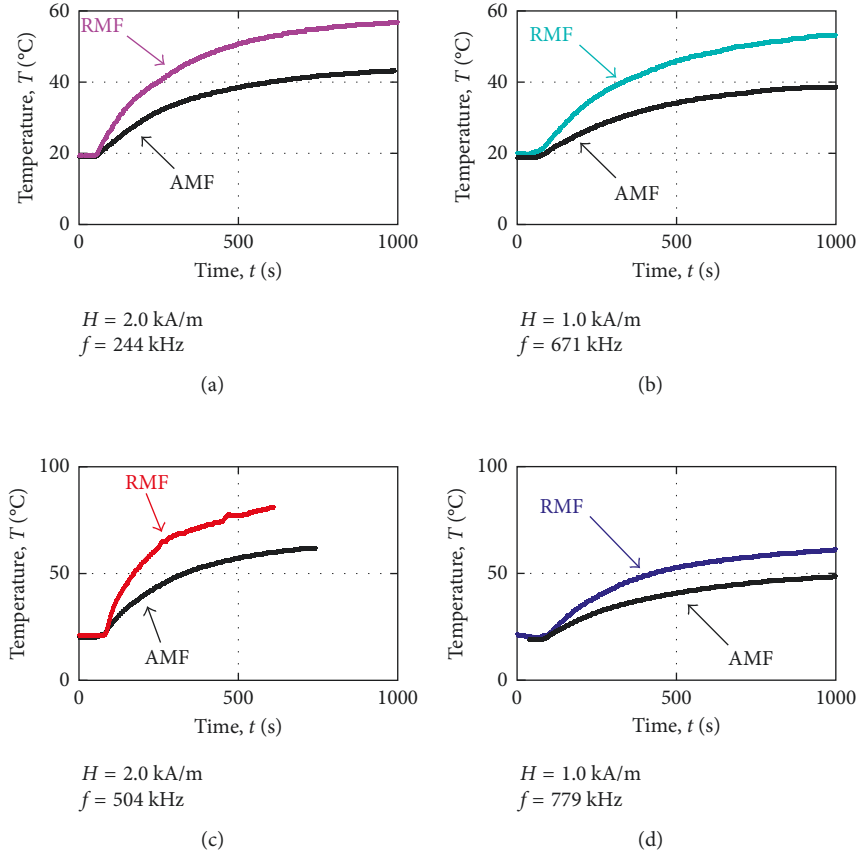 60
RMF
40
20
AMF
0
0
500
1000
Temperature, T (°C)
Time, t (s)
H = 2.0 kA/m
f = 244 kHz
(a)
60
RMF
40
20
AMF
0
0
500
1000
Temperature, T (°C)
Time, t (s)
H = 1.0 kA/m
f = 671 kHz
(b)
100
RMF
50
AMF
0
0
500
1000
Temperature, T (°C)
Time, t (s)
H = 2.0 kA/m
f = 504 kHz
(c)
100
RMF
50
AMF
0
0
500
1000
Temperature, T (°C)
Time, t (s)
H = 1.0 kA/m
f = 779 kHz
(d)